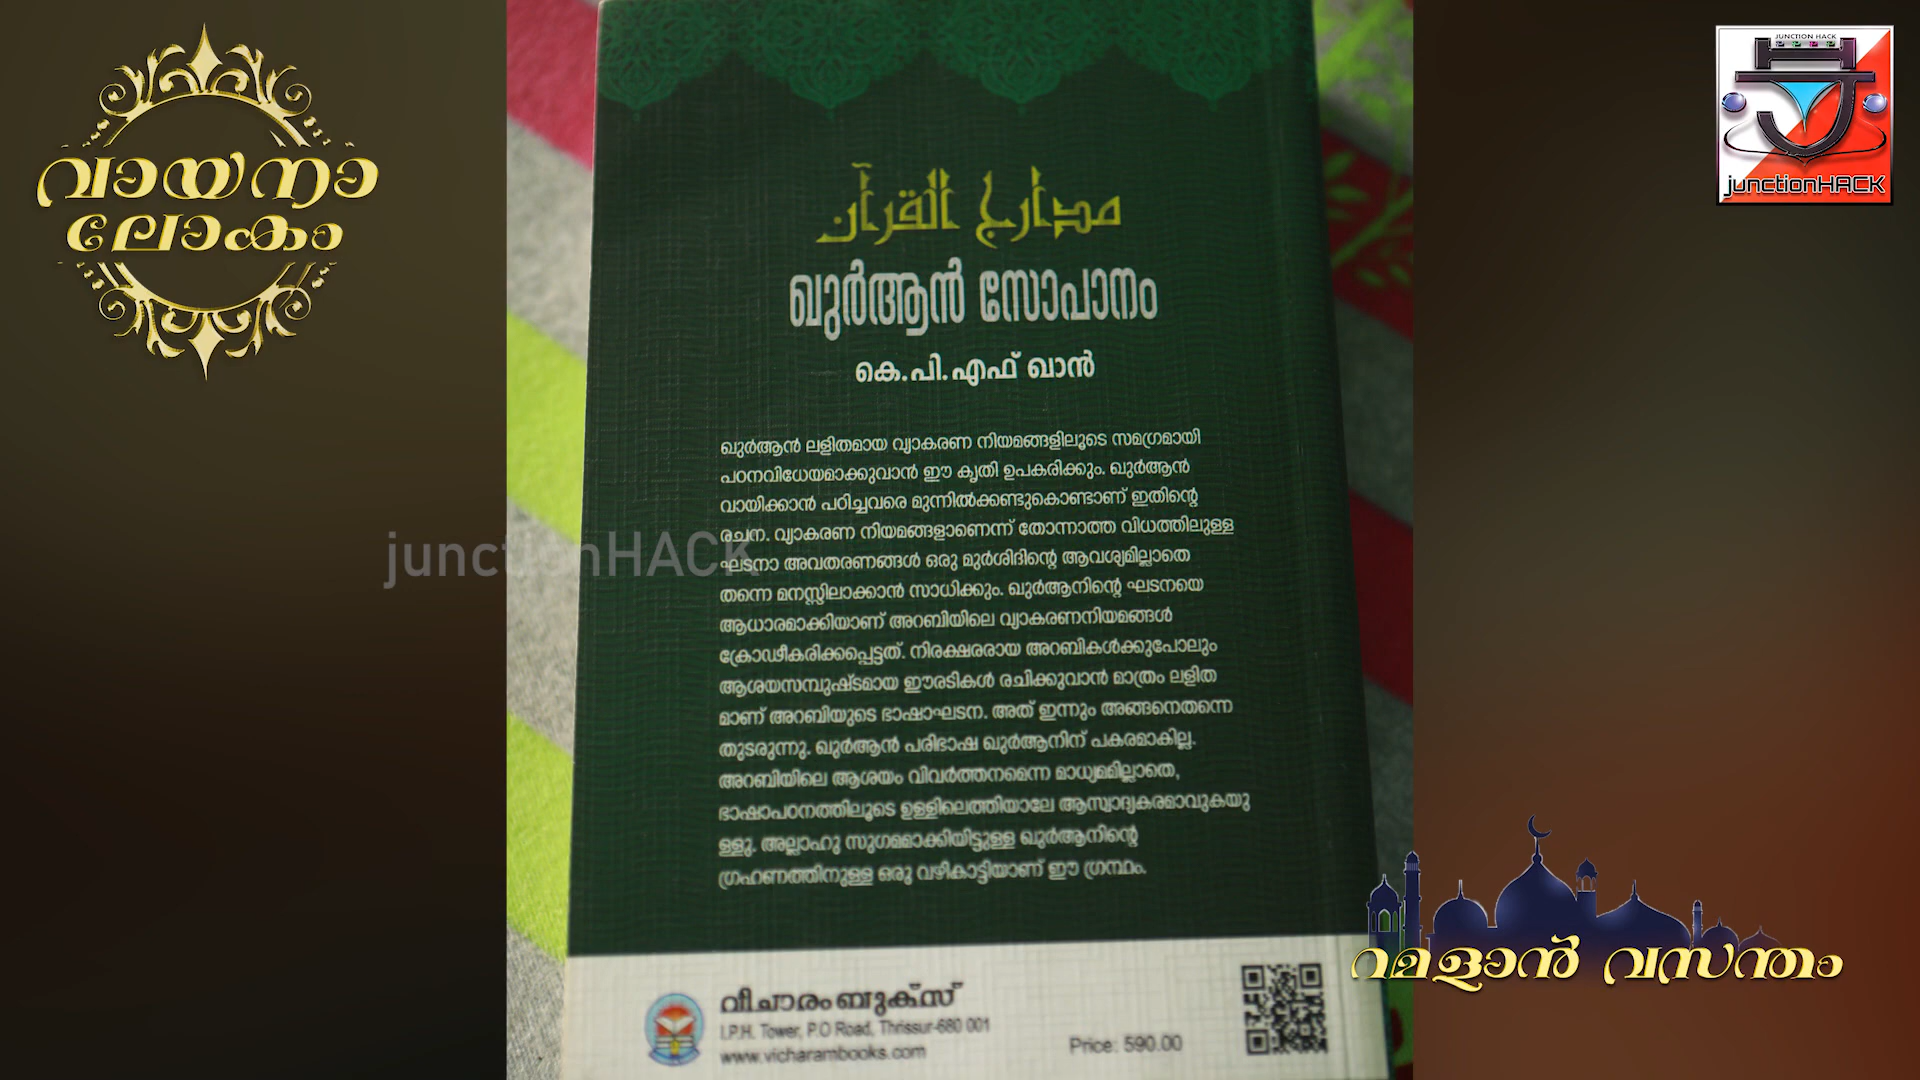 വായനാ
ലോകം
JUNCTION HACK
junctionHACK
مدارج القرآن
ഖുർആൻ സോപാനം
കെ.പി.എഫ് ഖാൻ
ഖുർആൻ ലളിതമായ വ്യാകരണ നിയമങ്ങളിലൂടെ സമഗ്രമായി
പഠനവിധേയമാക്കുവാൻ ഈ കൃതി ഉപകരിക്കും. ഖുർആൻ
വായിക്കാൻ പഠിച്ചവരെ മുന്നിൽക്കണ്ടുകൊണ്ടാണ് ഇതിന്റെ
രചന. വ്യാകരണ നിയമങ്ങളാണെന്ന് തോന്നാത്ത വിധത്തിലുള്ള
ഘടനാ അവതരണങ്ങൾ ഒരു മുർശിദിന്റെ ആവശ്യമില്ലാതെ
തന്നെ മനസ്സിലാക്കാൻ സാധിക്കും. ഖുർആനിന്റെ ഘടനയെ
ആധാരമാക്കിയാണ് അറബിയിലെ വ്യാകരണനിയമങ്ങൾ
ക്രോഢീകരിക്കപ്പെട്ടത്. നിരക്ഷരരായ അറബികൾക്കുപോലും
ആശയസമ്പുഷ്ടമായ ഈരടികൾ രചിക്കുവാൻ മാത്രം ലളിത
മാണ് അറബിയുടെ ഭാഷാഘടന. അത് ഇന്നും അങ്ങനെതന്നെ
തുടരുന്നു. ഖുർആൻ പരിഭാഷ ഖുർആനിന് പകരമാകില്ല.
അറബിയിലെ ആശയം വിവർത്തനമെന്ന മാധ്യമമില്ലാതെ,
ഭാഷാപഠനത്തിലൂടെ ഉള്ളിലെത്തിയാലേ ആസ്വാദ്യകരമാവുകയു
ള്ളു. അല്ലാഹു സുഗമമാക്കിയിട്ടുള്ള ഖുർആനിന്റെ
ഗ്രഹണത്തിനുള്ള ഒരു വഴികാട്ടിയാണ് ഈ ഗ്രന്ഥം.
junctionHACK
റമളാൻ വസന്തം
വിചാരം ബുക്സ്
I.P.H. Tower, P.O Road, Thrissur-680 001
www.vicharambooks.com
Price: 590.00